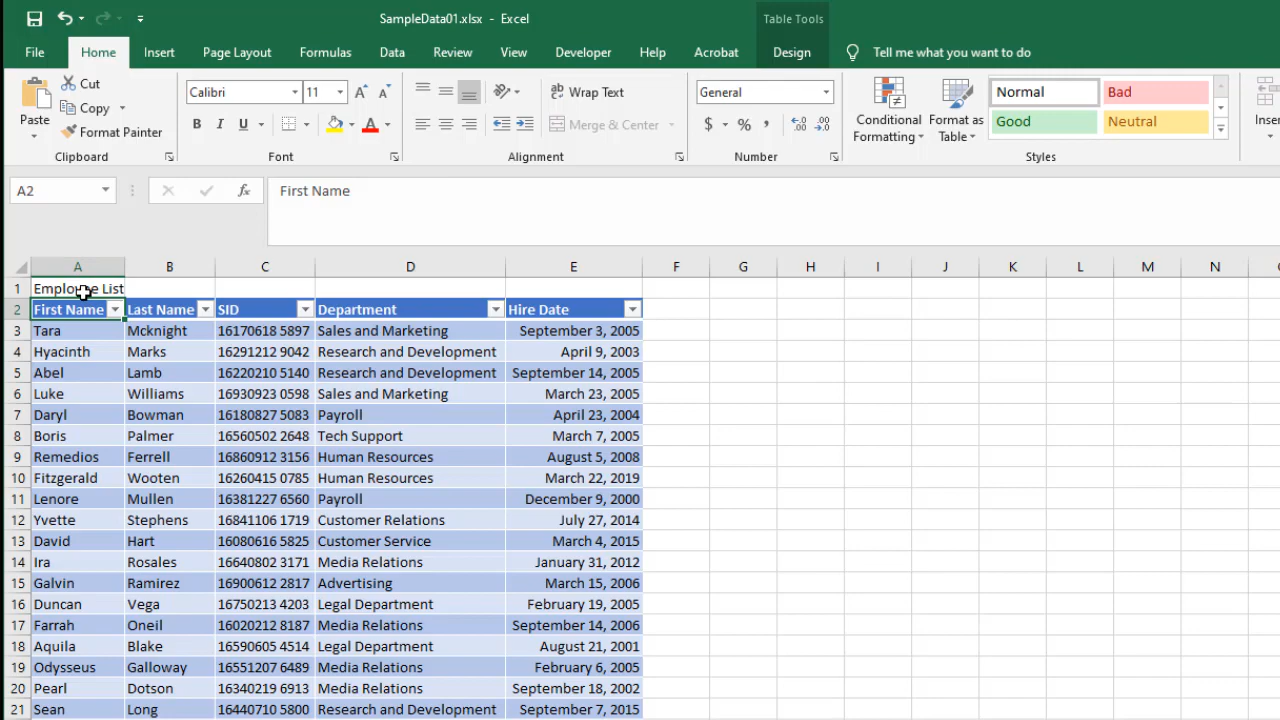 SampleData01.xlsx - Excel
Table Tools
File Home Insert Page Layout Formulas Data Review View Developer Help Acrobat Design Tell me what you want to do
Paste
Cut
Copy
Format Painter
Clipboard
Calibri 11
B I U A
Font
Wrap Text
Merge & Center
Alignment
General
$ % ,
Number
Conditional Formatting
Format as Table
Normal Bad
Good Neutral
Styles
A2 fx First Name
A B C D E F G H I J K L M N
1 Employee List
2 First Name Last Name SID Department Hire Date
3 Tara Mcknight 16170618 5897 Sales and Marketing September 3, 2005
4 Hyacinth Marks 16291212 9042 Research and Development April 9, 2003
5 Abel Lamb 16220210 5140 Research and Development September 14, 2005
6 Luke Williams 16930923 0598 Sales and Marketing March 23, 2005
7 Daryl Bowman 16180827 5083 Payroll April 23, 2004
8 Boris Palmer 16560502 2648 Tech Support March 7, 2005
9 Remedios Ferrell 16860912 3156 Human Resources August 5, 2008
10 Fitzgerald Wooten 16260415 0785 Human Resources March 22, 2019
11 Lenore Mullen 16381227 6560 Payroll December 9, 2000
12 Yvette Stephens 16841106 1719 Customer Relations July 27, 2014
13 David Hart 16080616 5825 Customer Service March 4, 2015
14 Ira Rosales 16640802 3171 Media Relations January 31, 2012
15 Galvin Ramirez 16900612 2817 Advertising March 15, 2006
16 Duncan Vega 16750213 4203 Legal Department February 19, 2005
17 Farrah Oneil 16020212 8187 Media Relations September 14, 2006
18 Aquila Blake 16590605 4514 Legal Department August 21, 2001
19 Odysseus Galloway 16551207 6489 Media Relations February 6, 2005
20 Pearl Dotson 16340219 6913 Media Relations September 18, 2002
21 Sean Long 16440710 5800 Research and Development September 7, 2015